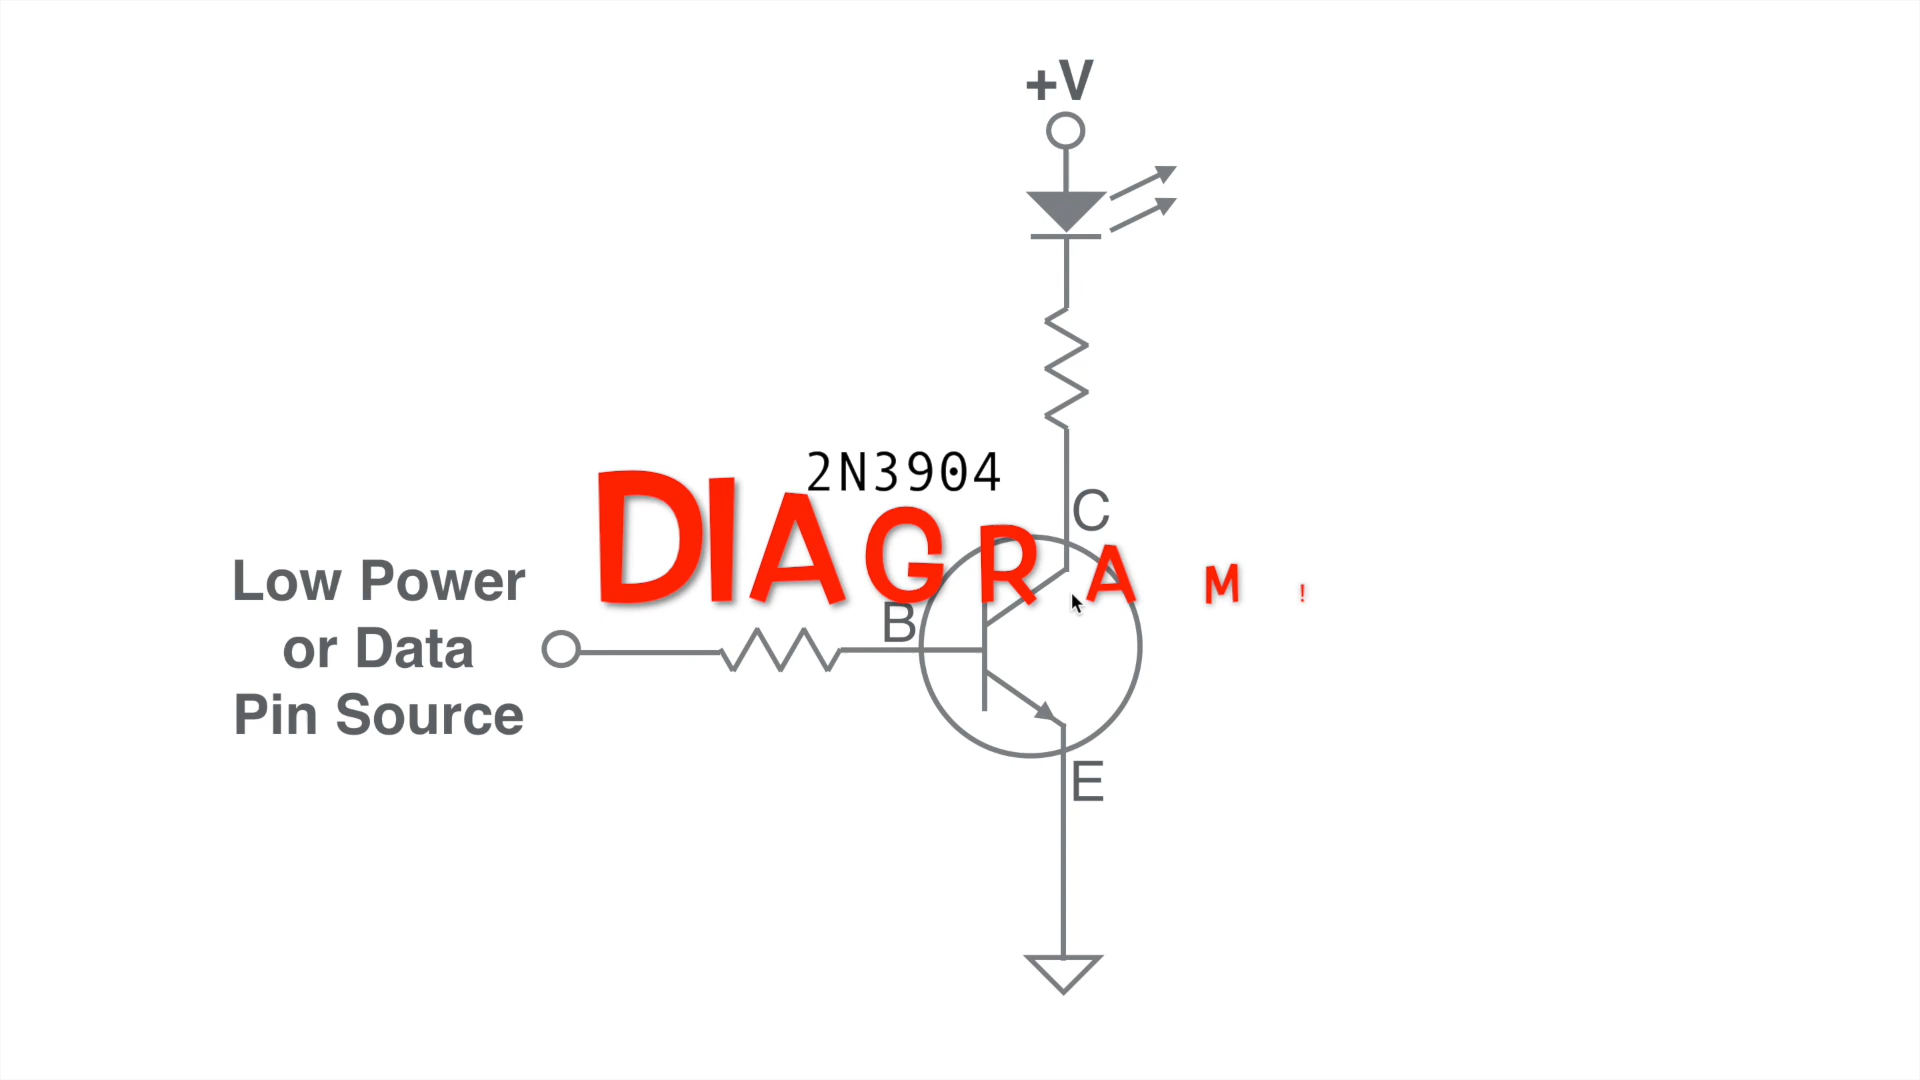 +V
2N3904
C
DIAGRAM!
B
Low Power
or Data
Pin Source
E